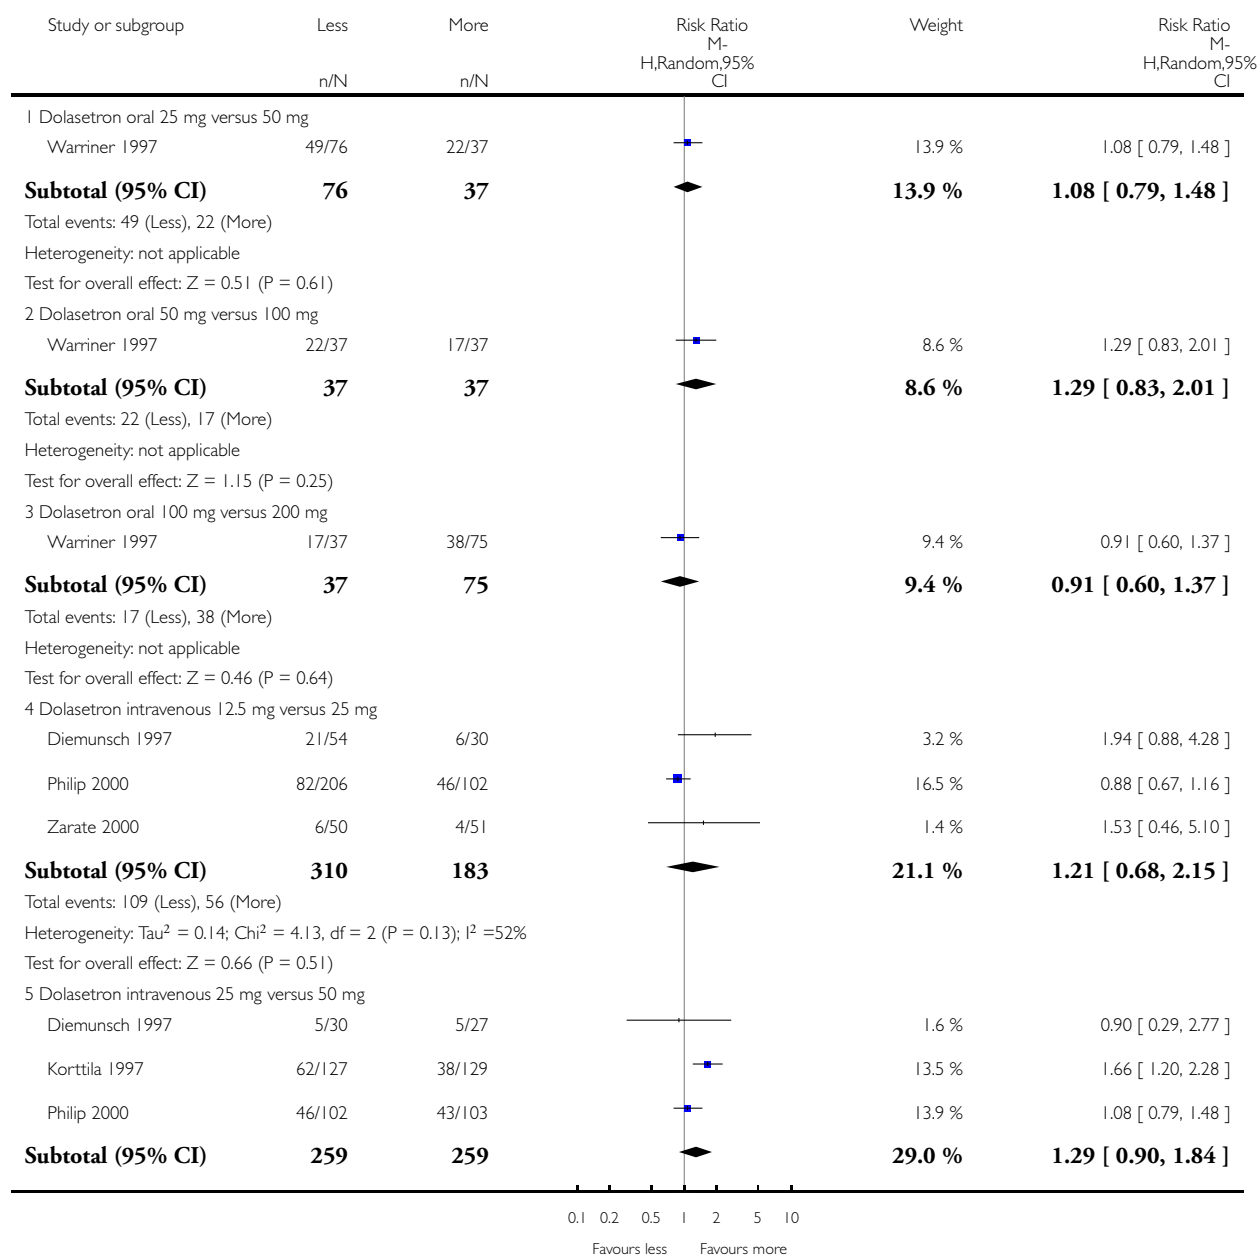 Study or subgroup Less More Risk Ratio Weight Risk Ratio
M- M-
H,Random,95% H,Random,95%
n/N n/N CI CI
1 Dolasetron oral 25 mg versus 50 mg
Warriner 1997 49/76 22/37 13.9 % 1.08 [ 0.79, 1.48 ]
Subtotal (95% CI) 76 37 13.9 % 1.08 [ 0.79, 1.48 ]
Total events: 49 (Less), 22 (More)
Heterogeneity: not applicable
Test for overall effect: Z = 0.51 (P = 0.61)
2 Dolasetron oral 50 mg versus 100 mg
Warriner 1997 22/37 17/37 8.6 % 1.29 [ 0.83, 2.01 ]
Subtotal (95% CI) 37 37 8.6 % 1.29 [ 0.83, 2.01 ]
Total events: 22 (Less), 17 (More)
Heterogeneity: not applicable
Test for overall effect: Z = 1.15 (P = 0.25)
3 Dolasetron oral 100 mg versus 200 mg
Warriner 1997 17/37 38/75 9.4 % 0.91 [ 0.60, 1.37 ]
Subtotal (95% CI) 37 75 9.4 % 0.91 [ 0.60, 1.37 ]
Total events: 17 (Less), 38 (More)
Heterogeneity: not applicable
Test for overall effect: Z = 0.46 (P = 0.64)
4 Dolasetron intravenous 12.5 mg versus 25 mg
Diemunsch 1997 21/54 6/30 3.2 % 1.94 [ 0.88, 4.28 ]
Philip 2000 82/206 46/102 16.5 % 0.88 [ 0.67, 1.16 ]
Zarate 2000 6/50 4/51 1.4 % 1.53 [ 0.46, 5.10 ]
Subtotal (95% CI) 310 183 21.1 % 1.21 [ 0.68, 2.15 ]
Total events: 109 (Less), 56 (More)
Heterogeneity: Tau² = 0.14; Chi² = 4.13, df = 2 (P = 0.13); I² =52%
Test for overall effect: Z = 0.66 (P = 0.51)
5 Dolasetron intravenous 25 mg versus 50 mg
Diemunsch 1997 5/30 5/27 1.6 % 0.90 [ 0.29, 2.77 ]
Korttila 1997 62/127 38/129 13.5 % 1.66 [ 1.20, 2.28 ]
Philip 2000 46/102 43/103 13.9 % 1.08 [ 0.79, 1.48 ]
Subtotal (95% CI) 259 259 29.0 % 1.29 [ 0.90, 1.84 ]
0.1 0.2 0.5 1 2 5 10
Favours less Favours more